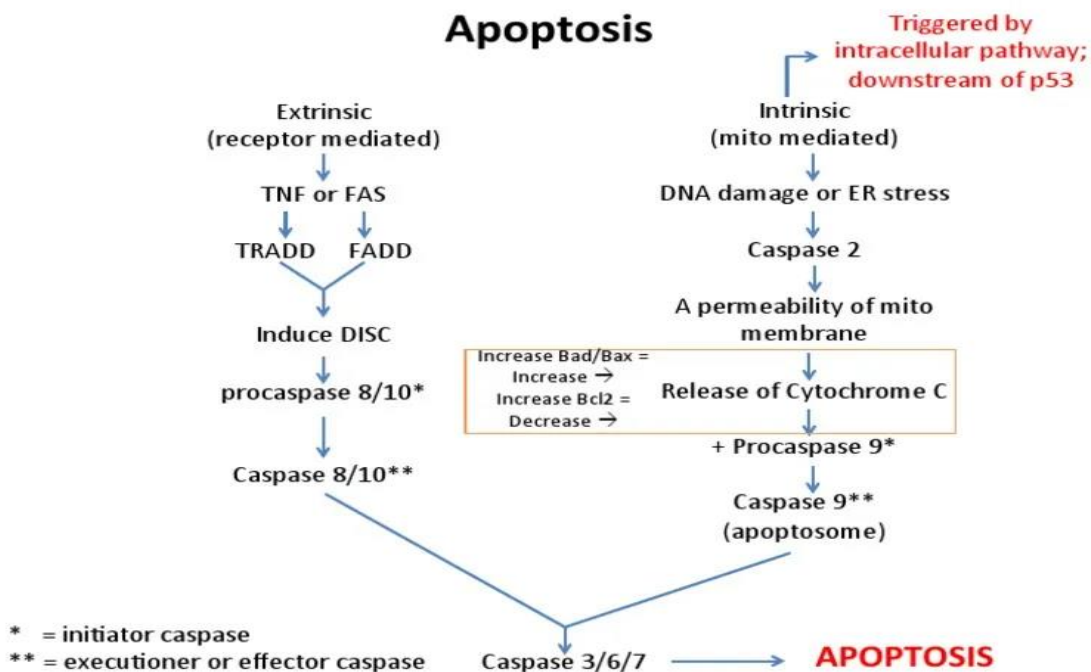 Apoptosis
Triggered by
intracellular pathway;
downstream of p53
Extrinsic
(receptor mediated)
TNF or FAS
TRADD FADD
Induce DISC
procaspase 8/10*
Caspase 8/10**
Intrinsic
(mito mediated)
DNA damage or ER stress
Caspase 2
A permeability of mito
membrane
Increase Bad/Bax =
Increase →
Increase Bcl2 =
Decrease →
Release of Cytochrome C
+ Procaspase 9*
Caspase 9**
(apoptosome)
* = initiator caspase
** = executioner or effector caspase
Caspase 3/6/7
APOPTOSIS